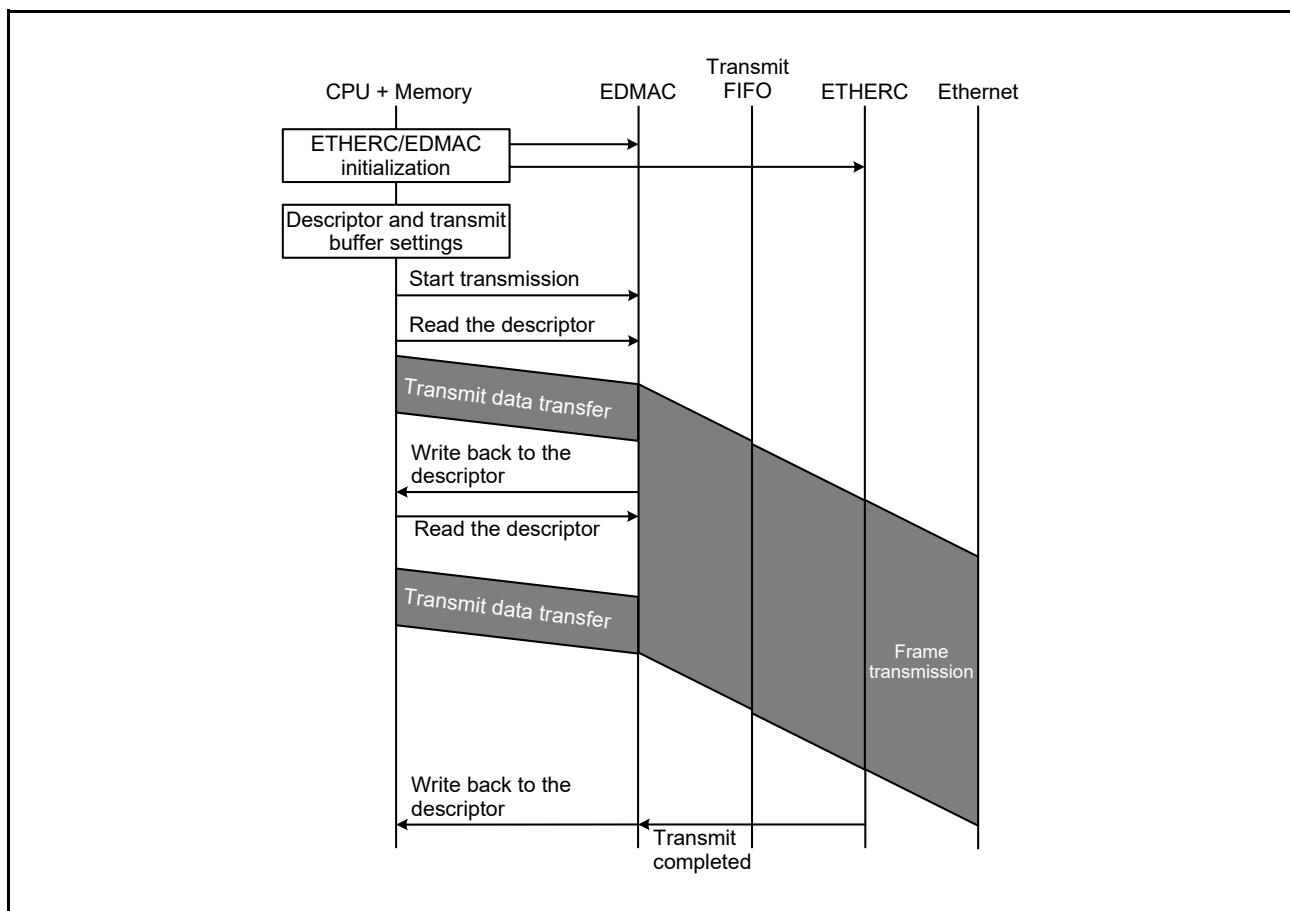 Transmit
CPU + Memory EDMAC FIFO ETHERC Ethernet
ETHERC/EDMAC
initialization
Descriptor and transmit
buffer settings
Start transmission
Read the descriptor
Transmit data transfer
Write back to the
descriptor
Read the descriptor
Transmit data transfer
Frame
transmission
Write back to the
descriptor
Transmit
completed